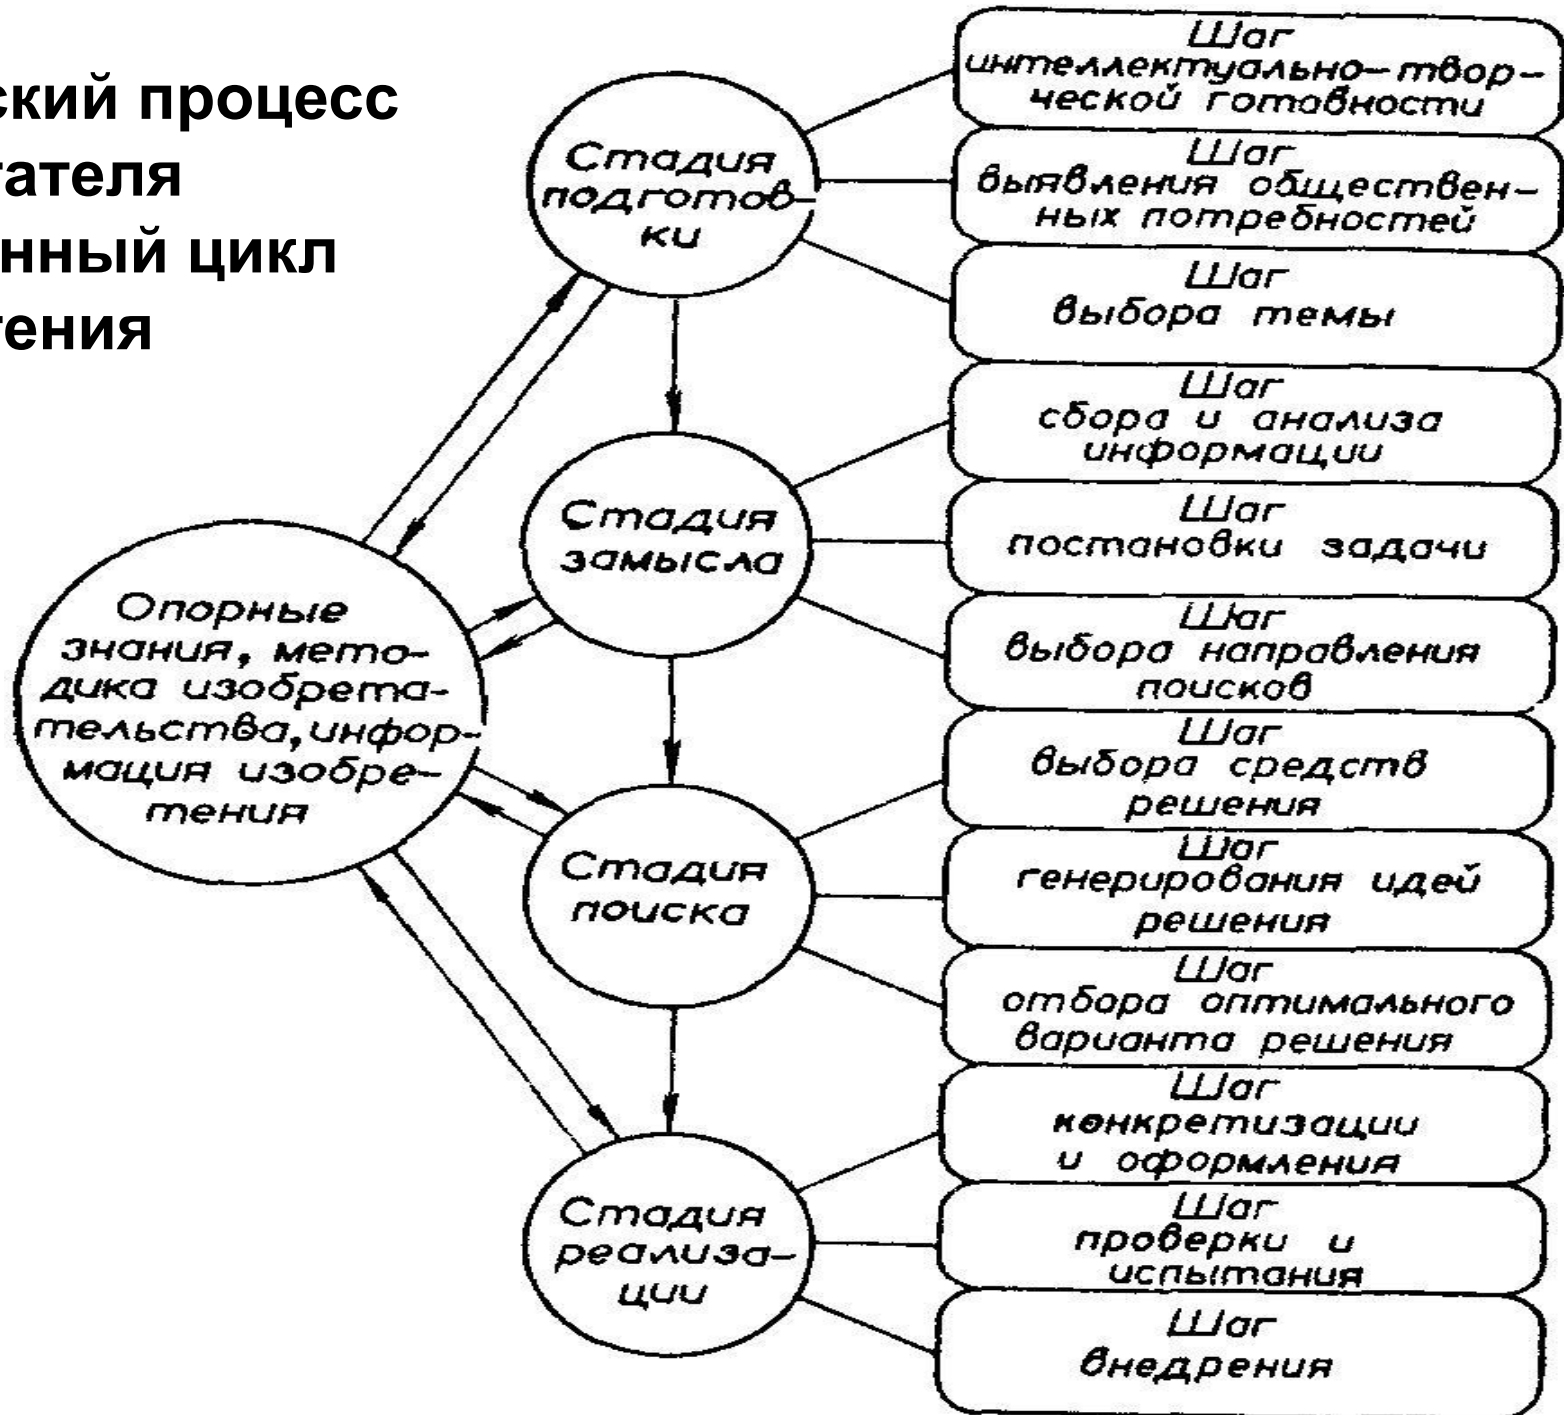 ский процесс
гателя
нный цикл
гения
Опорные
знания, мето-
дика изобрета-
тельства, инфор-
мация изобре-
тения
Стадия
подготов-
ки
Стадия
замысла
Стадия
поиска
Стадия
реализа-
ции
Шаг
интеллектуально-твор-
ческой готовности
Шаг
выявления обществен-
ных потребностей
Шаг
выбора темы
Шаг
сбора и анализа
информации
Шаг
постановки задачи
Шаг
выбора направления
поисков
Шаг
выбора средств
решения
Шаг
генерирования идей
решения
Шаг
отбора оптимального
варианта решения
Шаг
конкретизации
и оформления
Шаг
проверки и
испытания
Шаг
внедрения